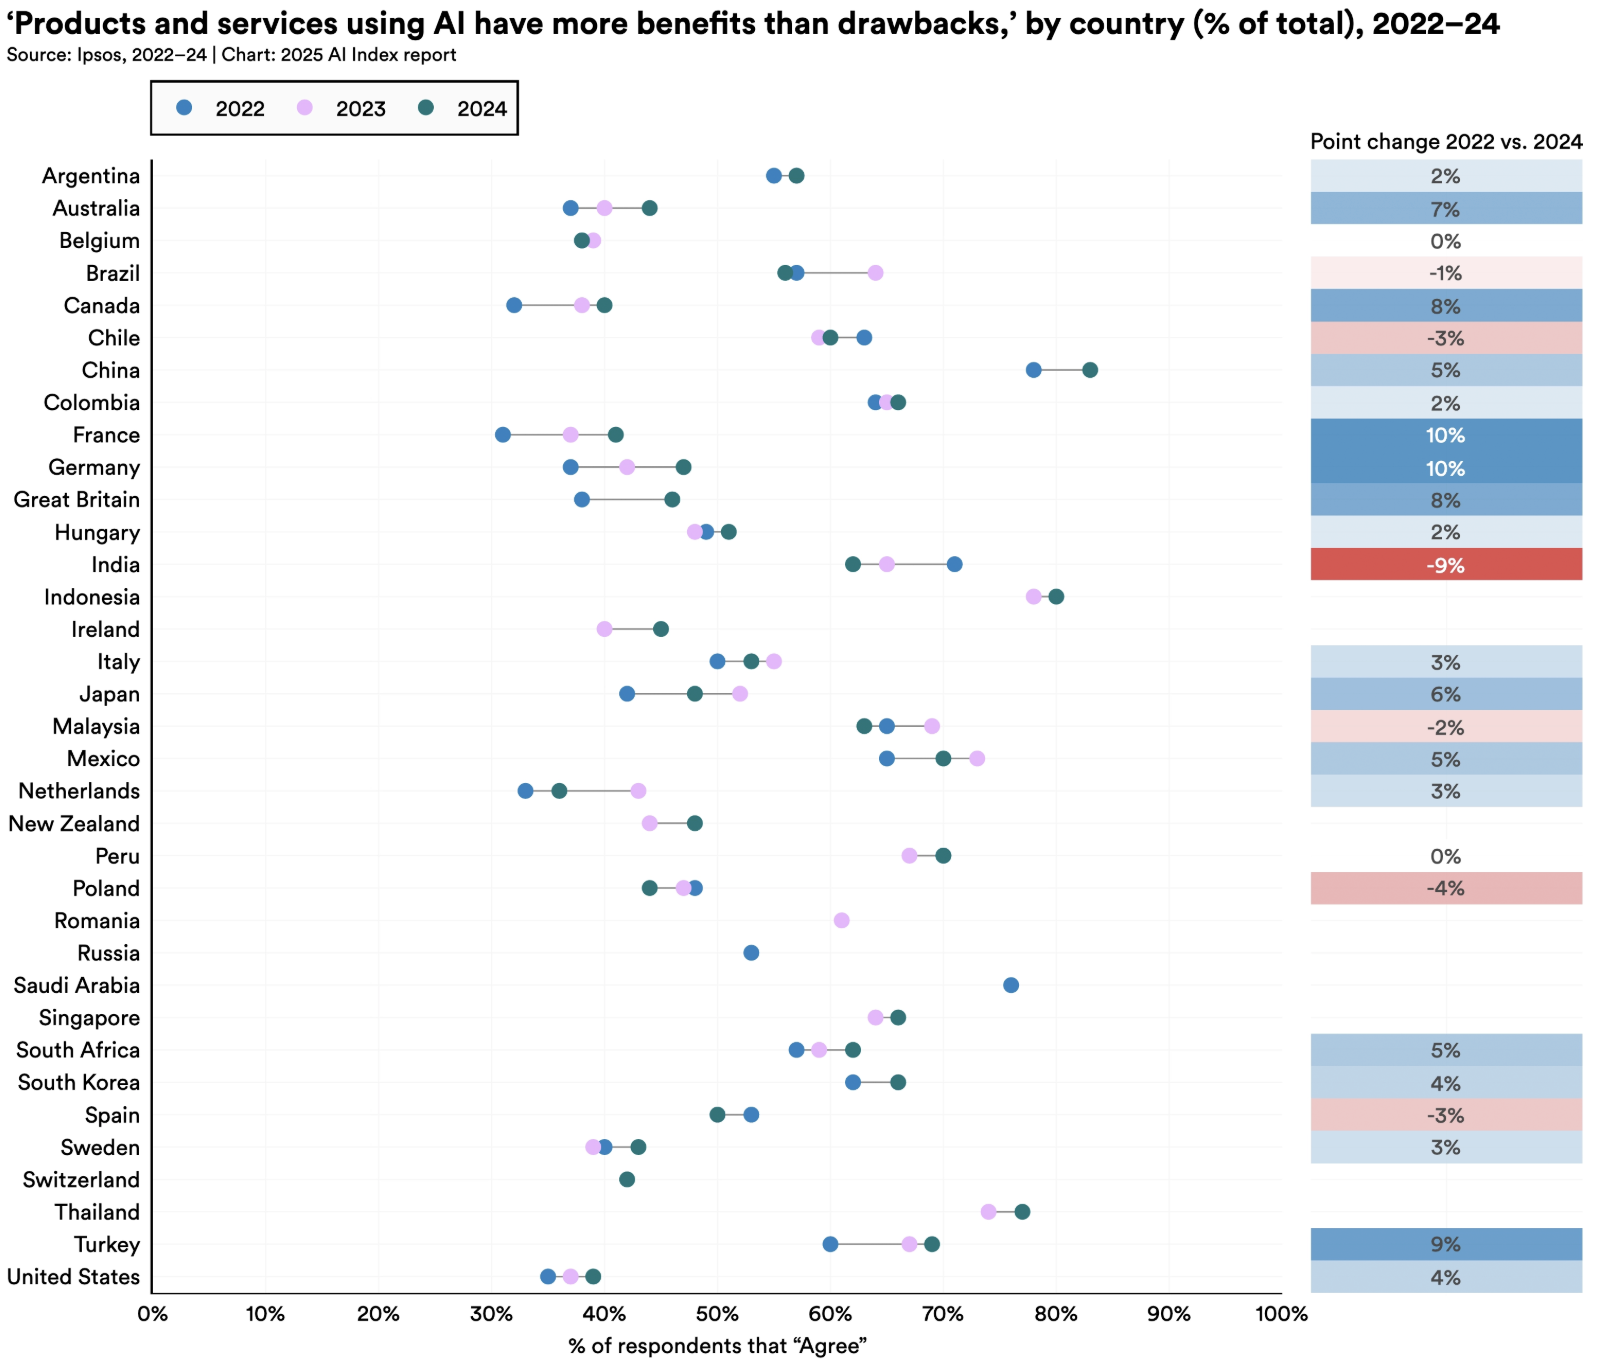 ‘Products and services using AI have more benefits than drawbacks,’ by country (% of total), 2022–24
Source: Ipsos, 2022–24 | Chart: 2025 AI Index report
2022 2023 2024
Point change 2022 vs. 2024
Argentina 2%
Australia 7%
Belgium 0%
Brazil -1%
Canada 8%
Chile -3%
China 5%
Colombia 2%
France 10%
Germany 10%
Great Britain 8%
Hungary 2%
India -9%
Indonesia
Ireland
Italy 3%
Japan 6%
Malaysia -2%
Mexico 5%
Netherlands 3%
New Zealand
Peru 0%
Poland -4%
Romania
Russia
Saudi Arabia
Singapore
South Africa 5%
South Korea 4%
Spain -3%
Sweden 3%
Switzerland
Thailand
Turkey 9%
United States 4%
0% 10% 20% 30% 40% 50% 60% 70% 80% 90% 100%
% of respondents that “Agree”